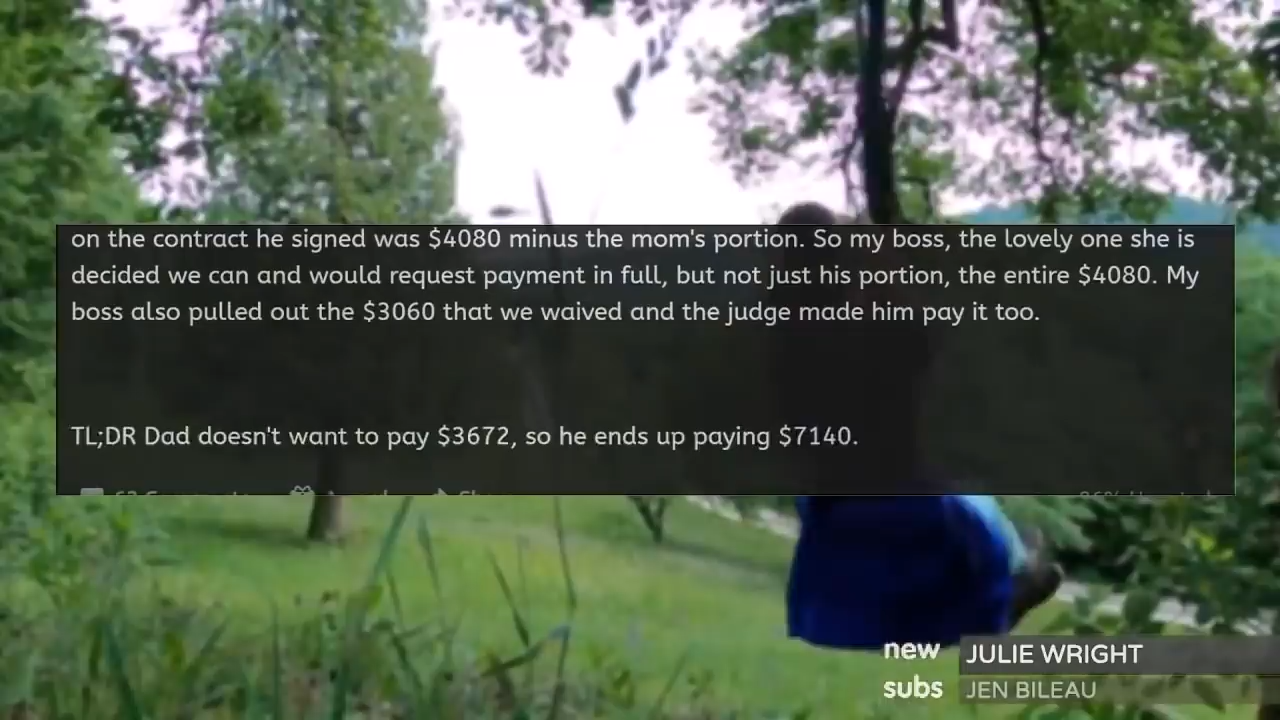 on the contract he signed was $4080 minus the mom's portion. So my boss, the lovely one she is
decided we can and would request payment in full, but not just his portion, the entire $4080. My
boss also pulled out the $3060 that we waived and the judge made him pay it too.
TL;DR Dad doesn't want to pay $3672, so he ends up paying $7140.
new JULIE WRIGHT
subs JEN BILEAU